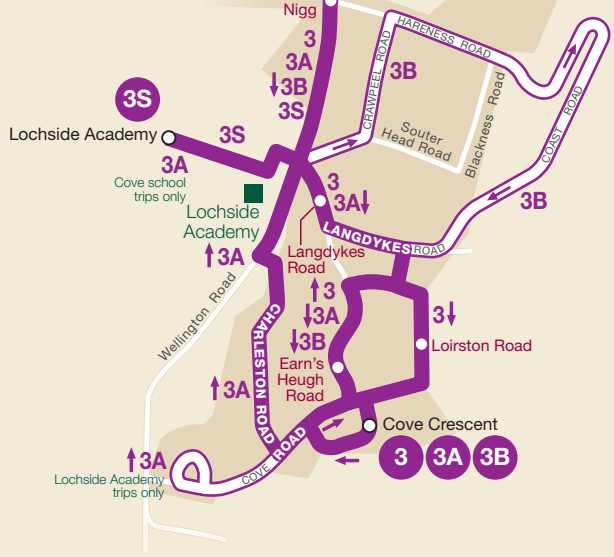 Nigg
3
3A
↓3B
3S
HARENESS ROAD
CRAWPEEL ROAD
3B
Souter
Head Road
Blackness Road
COAST ROAD
3B
3S
Lochside Academy
3S
3A
Cove school
trips only
Lochside
Academy
3
3A↓
LANGDYKES ROAD
Langdykes
Road
↑3A
Wellington Road
↑3
↓3A
↓3B
Earn's
Heugh
Road
3↓
Loirston Road
CHARLESTON ROAD
↑3A
COVE ROAD
Cove Crescent
3 3A 3B
↑3A
Lochside Academy
trips only